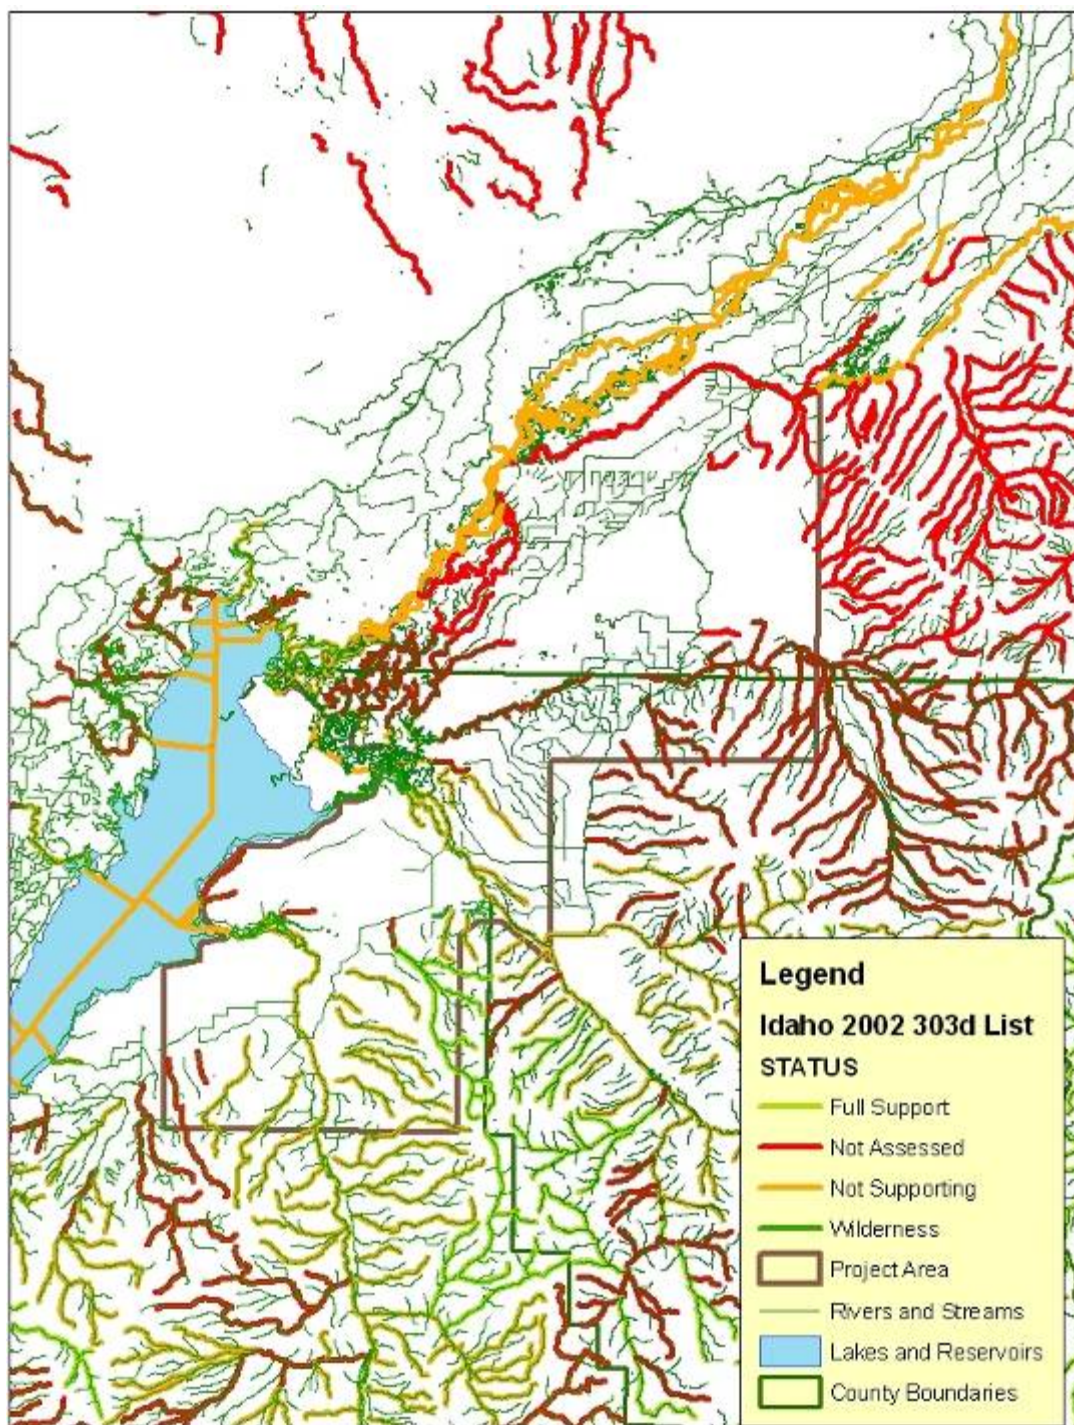 Legend
Idaho 2002 303d List
STATUS
Full Support
Not Assessed
Not Supporting
Wilderness
Project Area
Rivers and Streams
Lakes and Reservoirs
County Boundaries